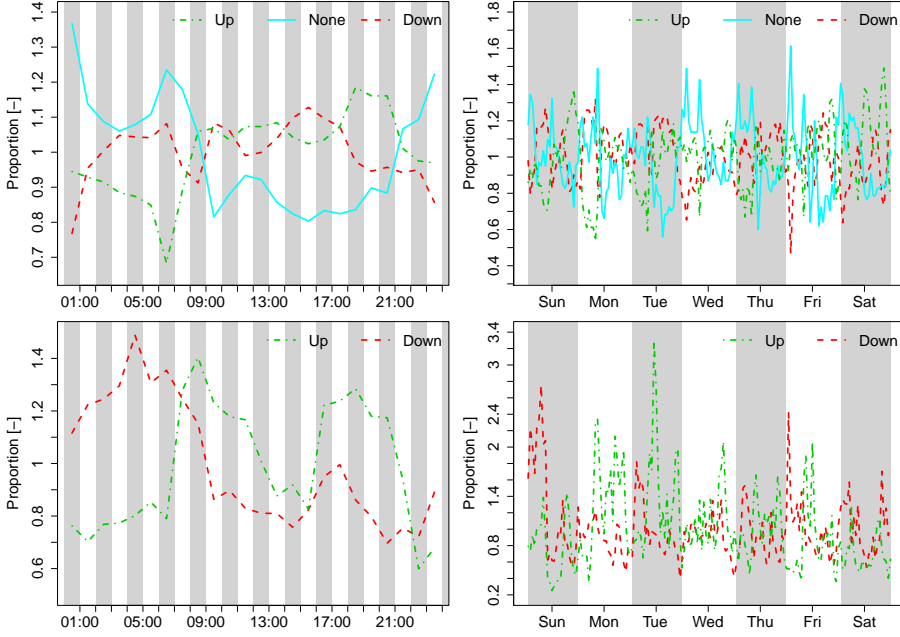 Up None Down
Proportion [–]
1.4
1.3
1.2
1.1
1
0.9
0.8
0.7
01:00 05:00 09:00 13:00 17:00 21:00
Up None Down
Proportion [–]
1.8
1.6
1.4
1.2
1
0.8
0.6
0.4
Sun Mon Tue Wed Thu Fri Sat
Up Down
Proportion [–]
1.4
1.2
1
0.8
0.6
01:00 05:00 09:00 13:00 17:00 21:00
Up Down
Proportion [–]
3.4
3
2.4
2
1.4
0.8
0.2
Sun Mon Tue Wed Thu Fri Sat